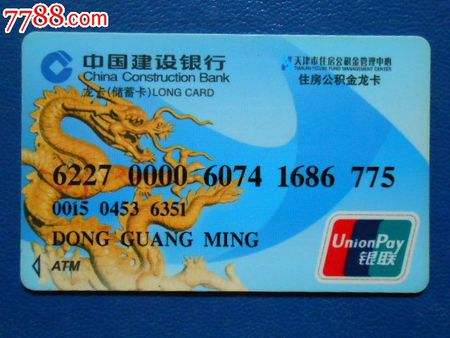 7788.com
中国建设银行
China Construction Bank
龙卡(储蓄卡)LONG CARD
天津市住房公积金管理中心
住房公积金龙卡
6227 0000 6074 1686 775
0015 0453 6351
DONG GUANG MING
ATM
UnionPay
银联